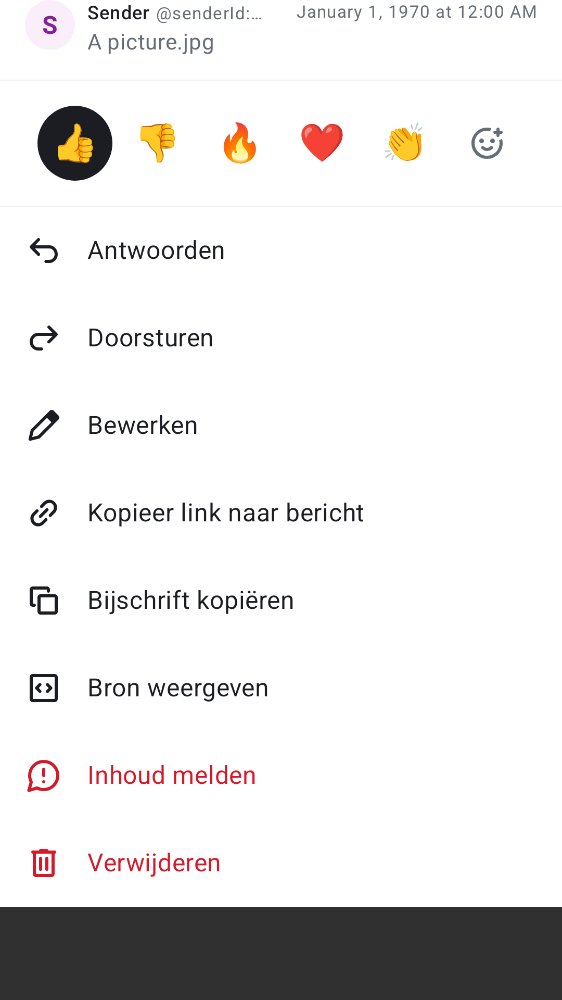 S
Sender @senderId:… January 1, 1970 at 12:00 AM
A picture.jpg
Antwoorden
Doorsturen
Bewerken
Kopieer link naar bericht
Bijschrift kopiëren
Bron weergeven
Inhoud melden
Verwijderen